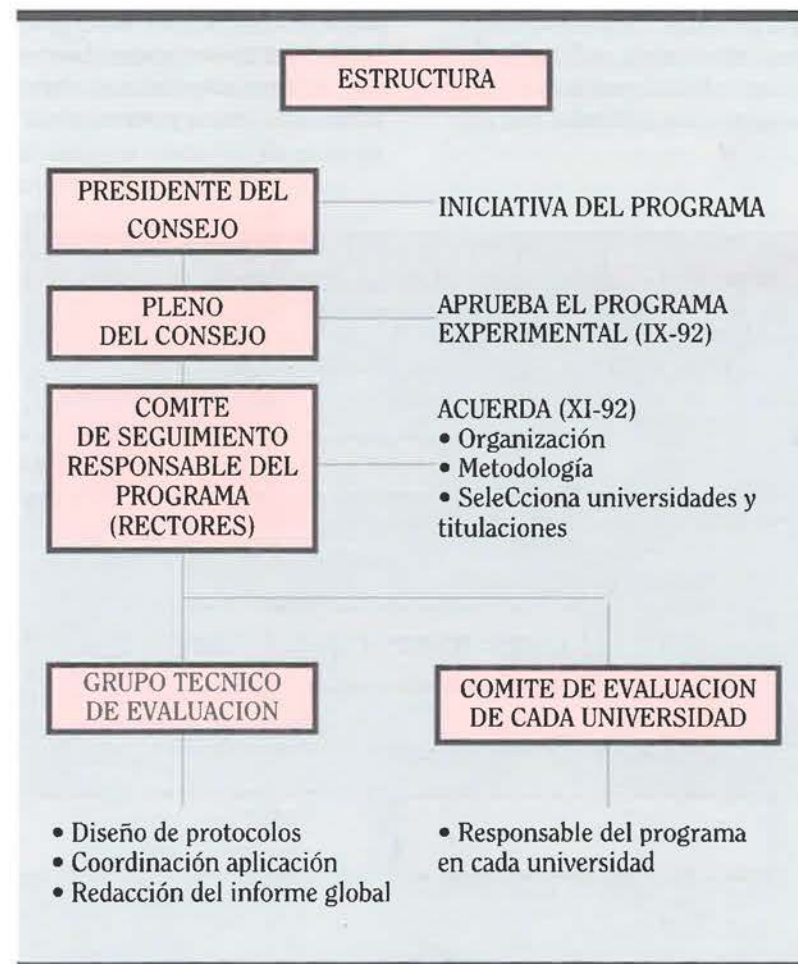 ESTRUCTURA
PRESIDENTE DEL
CONSEJO
INICIATIVA DEL PROGRAMA
PLENO
DEL CONSEJO
APRUEBA EL PROGRAMA
EXPERIMENTAL (IX-92)
COMITE
DE SEGUIMIENTO
RESPONSABLE DEL
PROGRAMA
(RECTORES)
ACUERDA (XI-92)
• Organización
• Metodología
• SeleCciona universidades y
titulaciones
GRUPO TECNICO
DE EVALUACION
COMITE DE EVALUACION
DE CADA UNIVERSIDAD
• Diseño de protocolos
• Coordinación aplicación
• Redacción del informe global
• Responsable del programa
en cada universidad